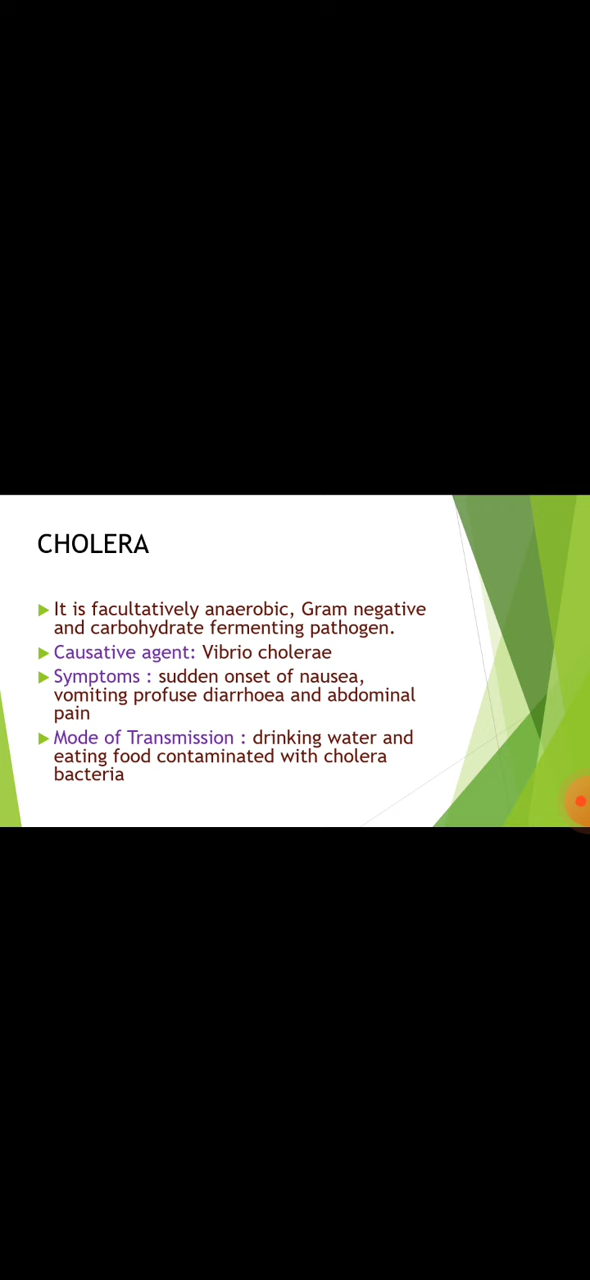 CHOLERA
It is facultatively anaerobic, Gram negative
and carbohydrate fermenting pathogen.
Causative agent: Vibrio cholerae
Symptoms : sudden onset of nausea,
vomiting profuse diarrhoea and abdominal
pain
Mode of Transmission : drinking water and
eating food contaminated with cholera
bacteria